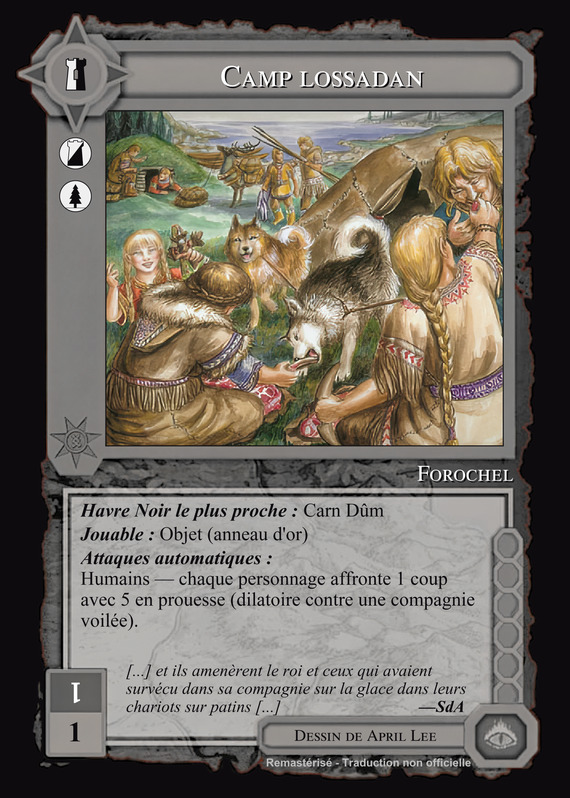 CAMP LOSSADAN
FOROCHEL
Havre Noir le plus proche : Carn Dûm
Jouable : Objet (anneau d'or)
Attaques automatiques :
Humains — chaque personnage affronte 1 coup
avec 5 en prouesse (dilatoire contre une compagnie
voilée).
[...] et ils amenèrent le roi et ceux qui avaient
survécu dans sa compagnie sur la glace dans leurs
chariots sur patins [...] —SdA
1
1
DESSIN DE APRIL LEE
Remastérisé - Traduction non officielle